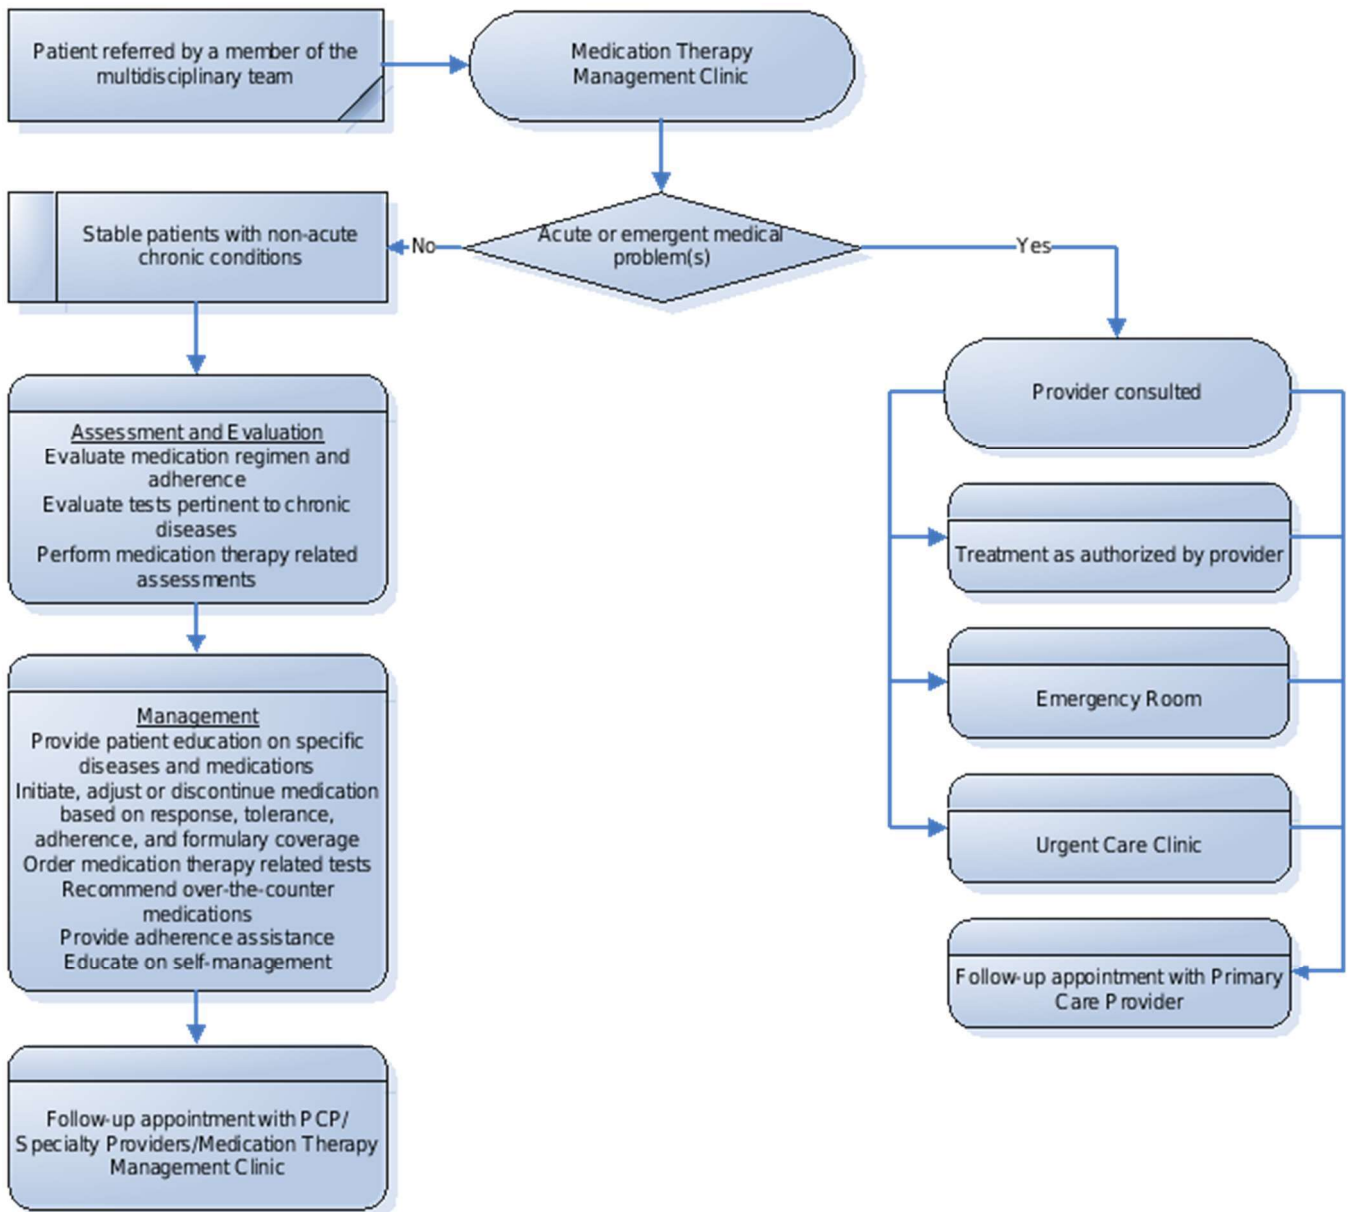 Patient referred by a member of the
multidisciplinary team
Medication Therapy
Management Clinic
Acute or emergent medical
problem(s)
No
Yes
Stable patients with non-acute
chronic conditions
Assessment and Evaluation
Evaluate medication regimen and
adherence
Evaluate tests pertinent to chronic
diseases
Perform medication therapy related
assessments
Management
Provide patient education on specific
diseases and medications
Initiate, adjust or discontinue medication
based on response, tolerance,
adherence, and formulary coverage
Order medication therapy related tests
Recommend over-the-counter
medications
Provide adherence assistance
Educate on self-management
Follow-up appointment with PCP/
Specialty Providers/Medication Therapy
Management Clinic
Provider consulted
Treatment as authorized by provider
Emergency Room
Urgent Care Clinic
Follow-up appointment with Primary
Care Provider